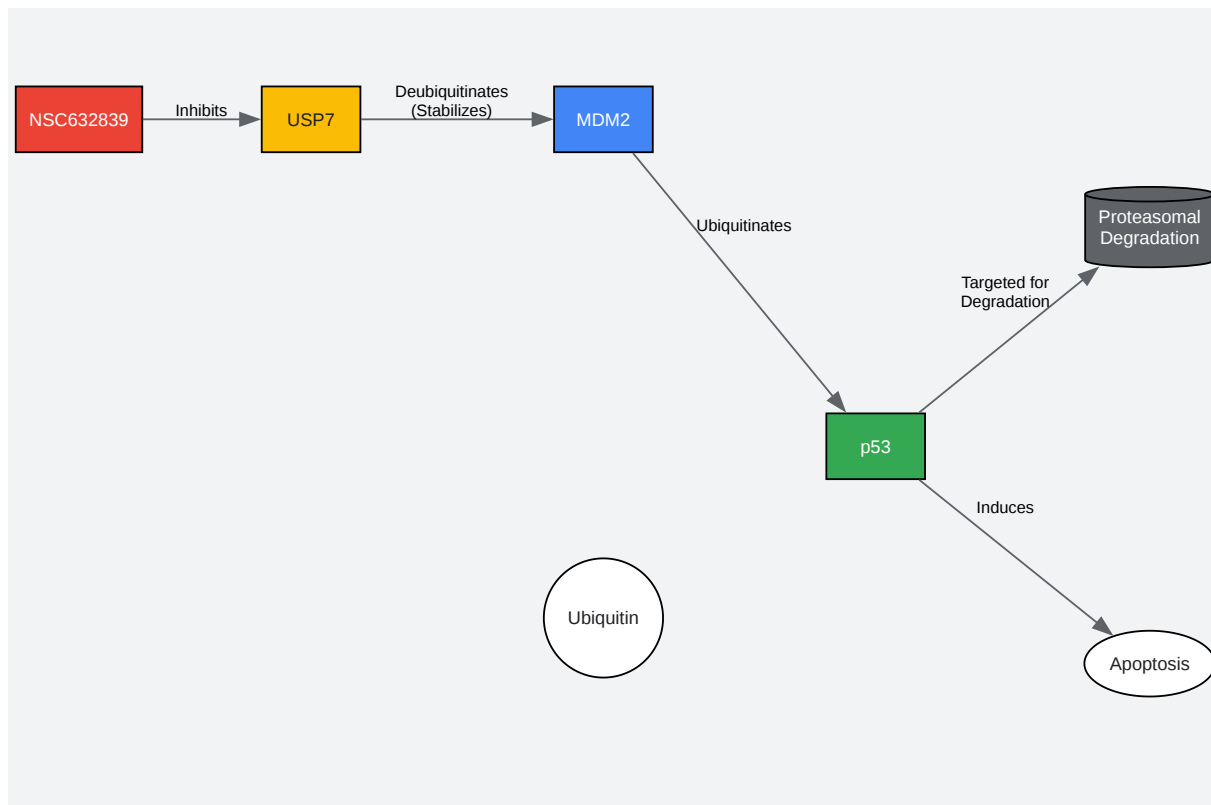 NSC632839
Inhibits
USP7
Deubiquitinates
(Stabilizes)
MDM2
Ubiquitinates
Proteasomal
Degradation
Targeted for
Degradation
p53
Induces
Ubiquitin
Apoptosis